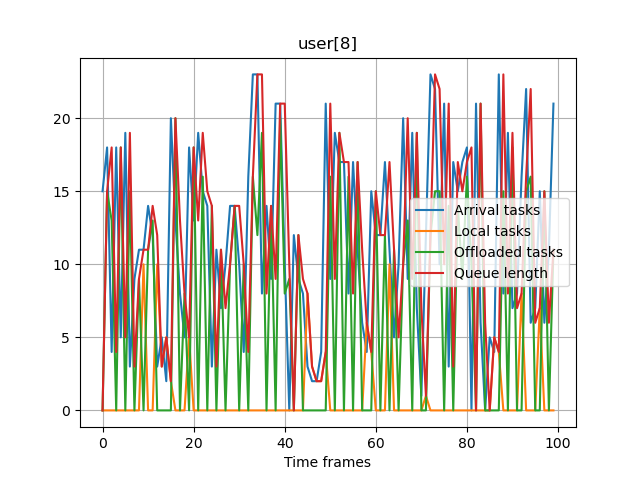 user[8]
20
15
10
5
0
Arrival tasks
Local tasks
Offloaded tasks
Queue length
0 20 40 60 80 100
Time frames